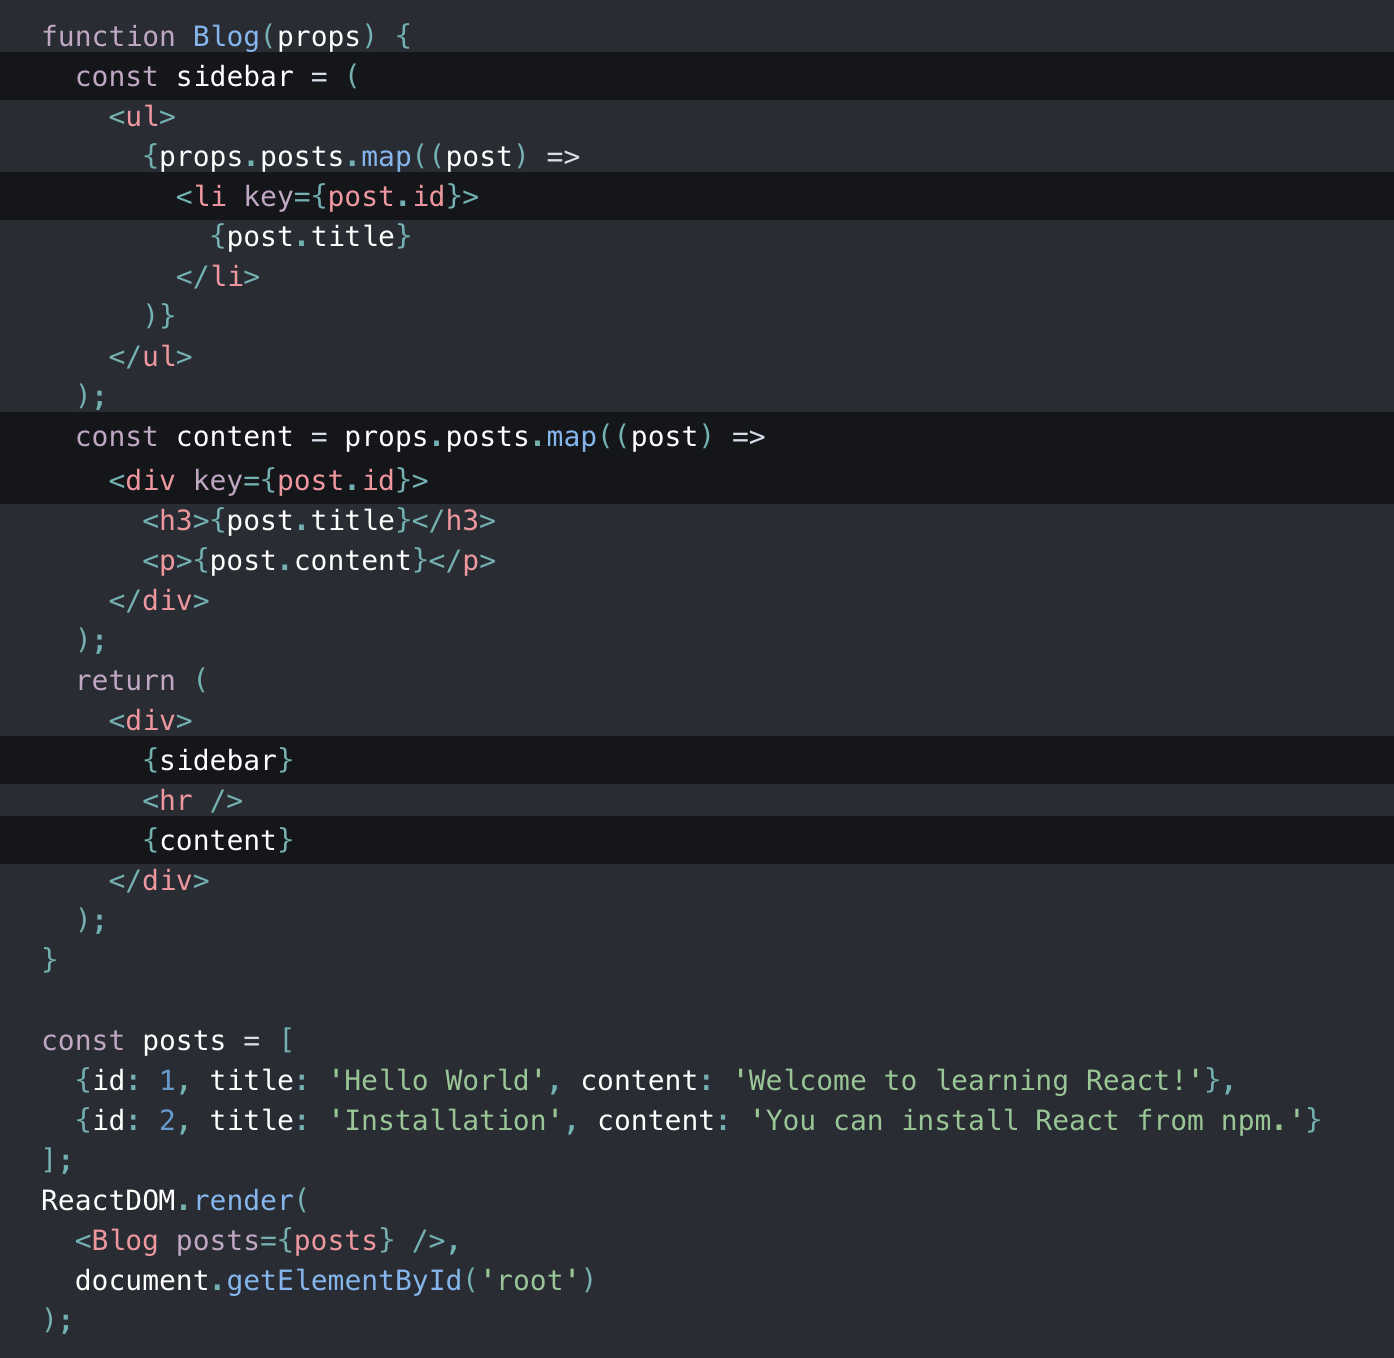 function Blog(props) {
  const sidebar = (
    <ul>
      {props.posts.map((post) =>
        <li key={post.id}>
          {post.title}
        </li>
      )}
    </ul>
  );
  const content = props.posts.map((post) =>
    <div key={post.id}>
      <h3>{post.title}</h3>
      <p>{post.content}</p>
    </div>
  );
  return (
    <div>
      {sidebar}
      <hr />
      {content}
    </div>
  );
}

const posts = [
  {id: 1, title: 'Hello World', content: 'Welcome to learning React!'},
  {id: 2, title: 'Installation', content: 'You can install React from npm.'}
];
ReactDOM.render(
  <Blog posts={posts} />,
  document.getElementById('root')
);